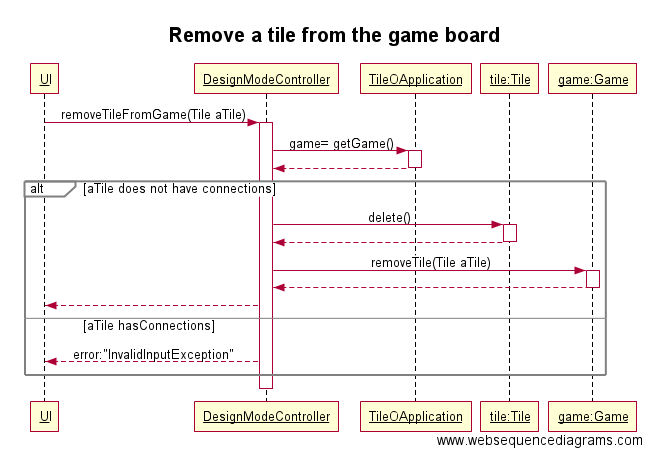 Remove a tile from the game board
UI DesignModeController TileOApplication tile:Tile game:Game
removeTileFromGame(Tile aTile)
game= getGame()
alt [aTile does not have connections]
delete()
removeTile(Tile aTile)
[aTile hasConnections]
error:"InvalidInputException"
UI DesignModeController TileOApplication tile:Tile game:Game
www.websequencediagrams.com